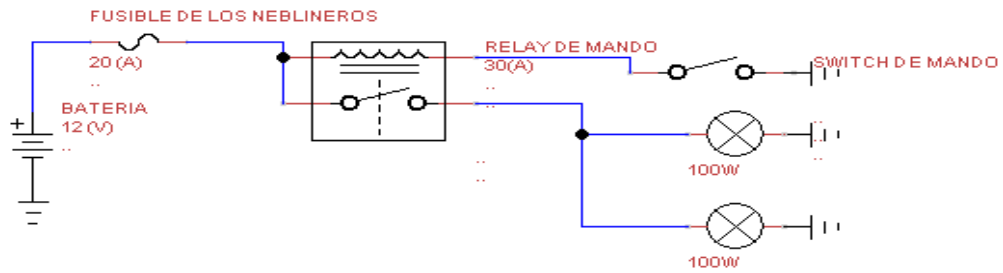 FUSIBLE DE LOS NEBLINEROS
20 (A)
RELAY DE MANDO
30(A)
SWITCH DE MANDO
BATERIA
12 (V)
+
100W
100W